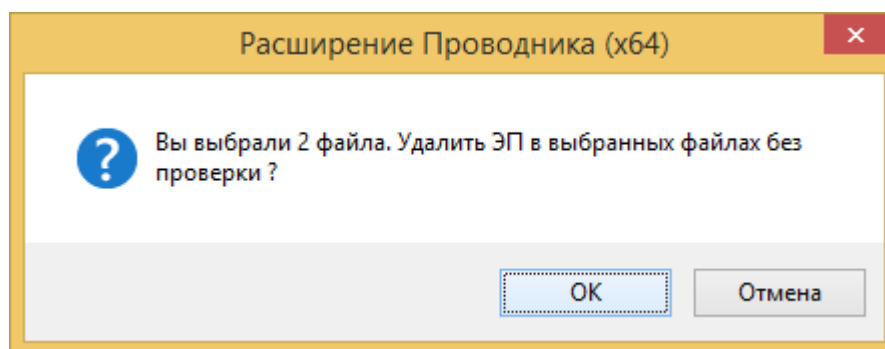 Расширение Проводника (x64)
Вы выбрали 2 файла. Удалить ЭП в выбранных файлах без
проверки ?
OK
Отмена